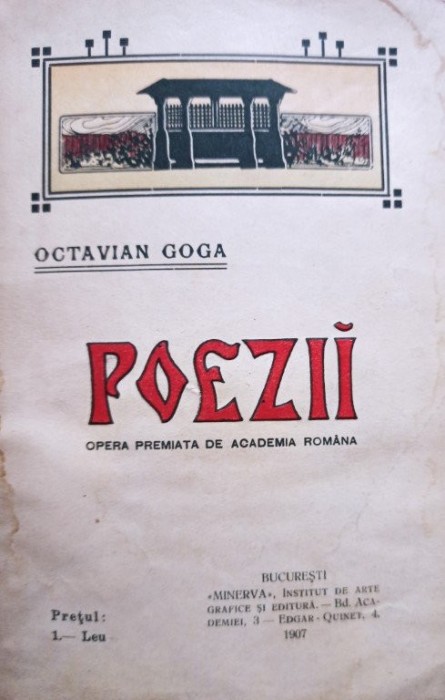 OCTAVIAN GOGA
POEZIĬ
OPERA PREMIATA DE ACADEMIA ROMÂNA
BUCUREȘTI
«MINERVA», INSTITUT DE ARTE
GRAFICE ȘI EDITURĂ. — BD. ACA-
DEMIEI, 3 — EDGAR-QUINET, 4.
1907
Prețul:
1.— Leu